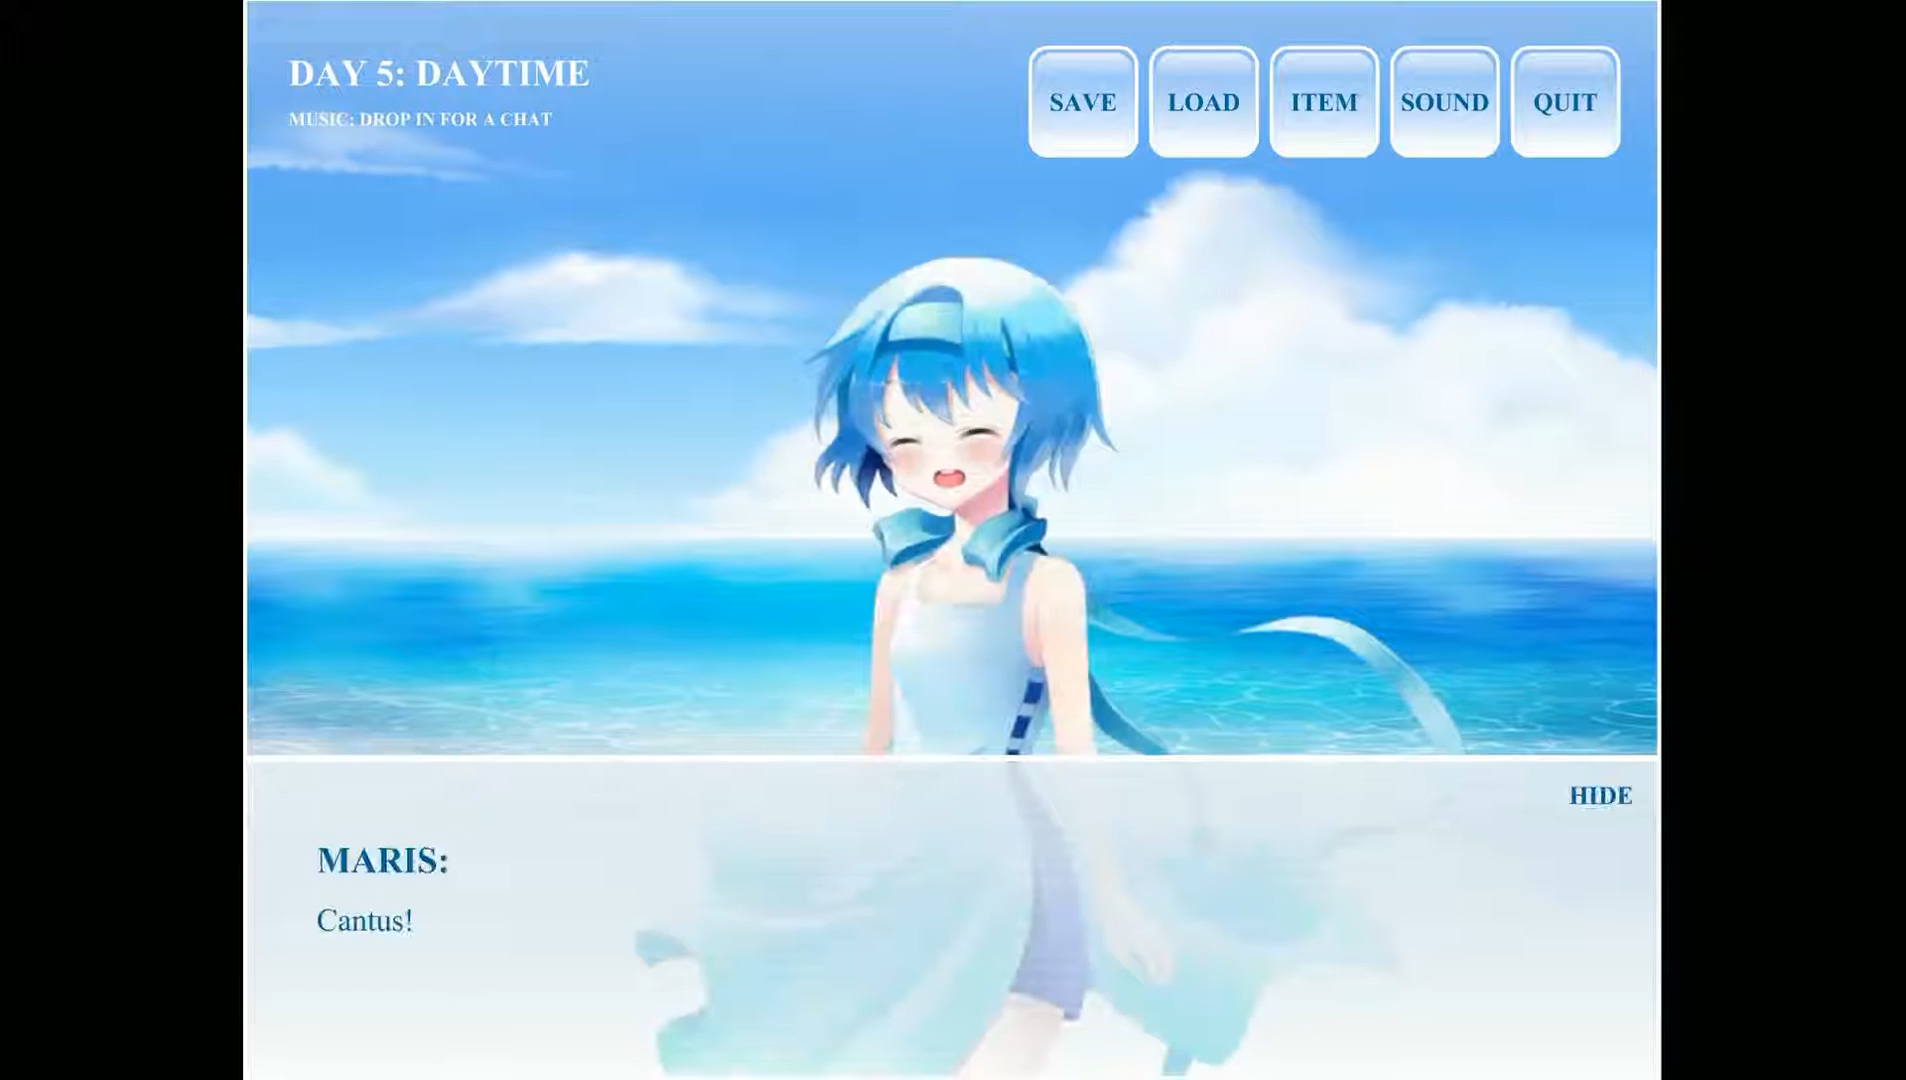 DAY 5: DAYTIME
MUSIC: DROP IN FOR A CHAT
SAVE
LOAD
ITEM
SOUND
QUIT
HIDE
MARIS:
Cantus!